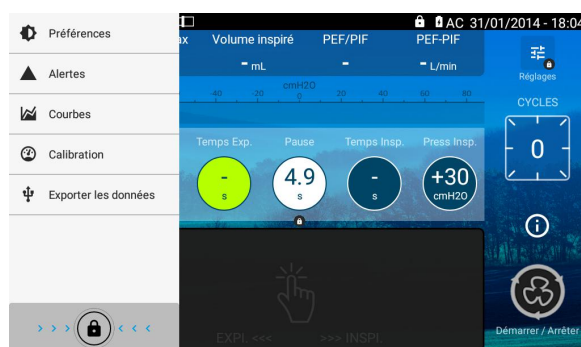 AC 31/01/2014 - 18:04
Préférences
Alertes
Courbes
Calibration
Exporter les données
ax Volume inspiré PEF/PIF PEF-PIF
- mL - - L/min
cmH2O
-40 -20 0 20 40 60 80
Temps Exp. Pause Temps Insp. Press Insp.
- 4.9 - +30
s s s cmH2O
EXPI. <<< >>> INSPI.
> > > < < <
Réglages
CYCLES
0
Démarrer / Arrêter